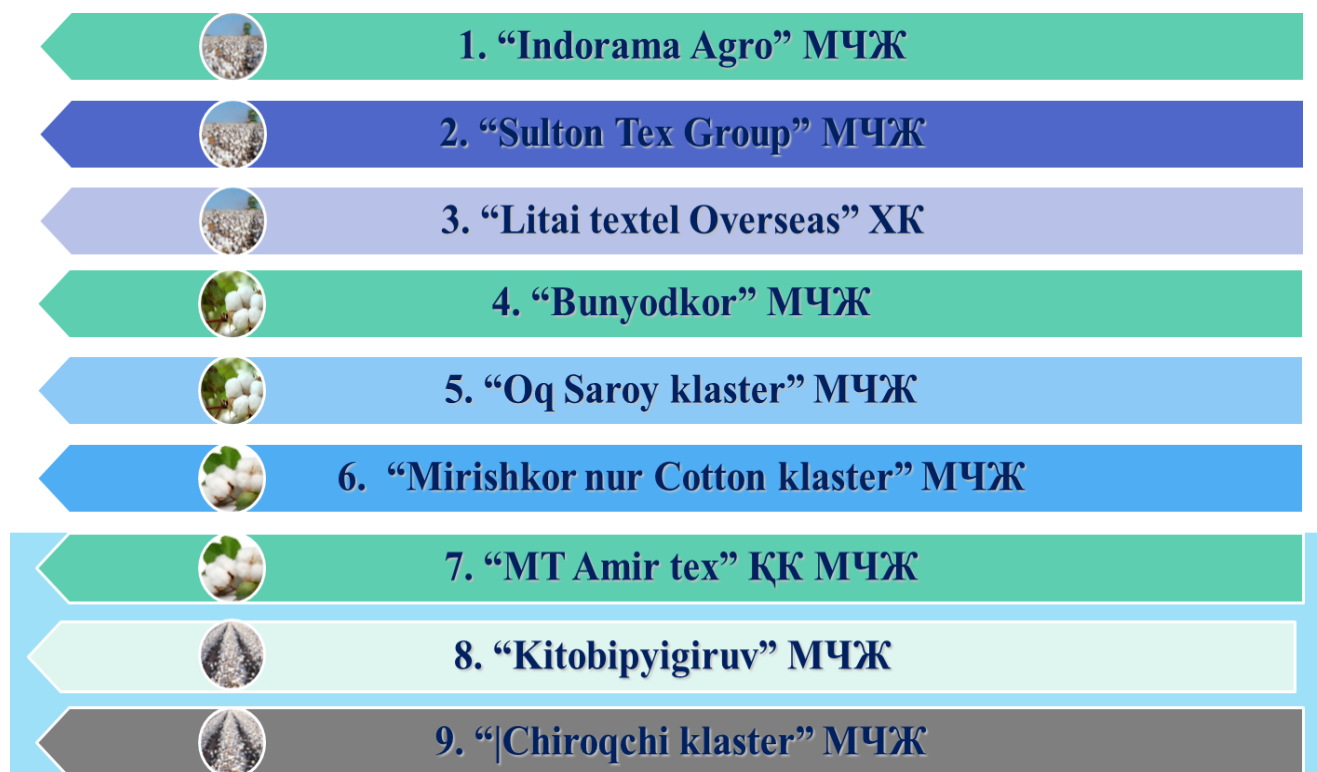 1. “Indorama Agro” МЧЖ
2. “Sulton Tex Group” МЧЖ
3. “Litai textel Overseas” ХК
4. “Bunyodkor” МЧЖ
5. “Oq Saroy klaster” МЧЖ
6. “Mirishkor nur Cotton klaster” МЧЖ
7. “MT Amir tex” ҚК МЧЖ
8. “Kitobipyigiruv” МЧЖ
9. “|Chiroqchi klaster” МЧЖ